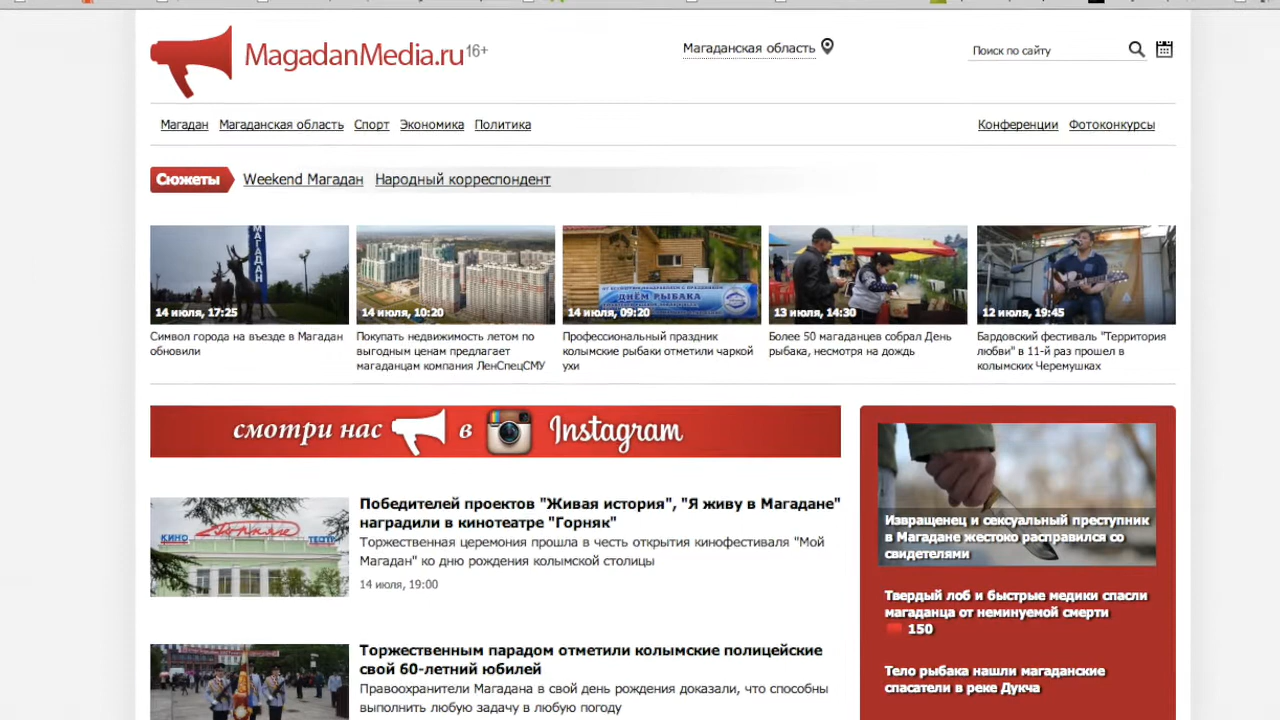 MagadanMedia.ru 16+
Магаданская область
Поиск по сайту
Магадан Магаданская область Спорт Экономика Политика
Конференции Фотоконкурсы
Сюжеты Weekend Магадан Народный корреспондент
МАГАДАН
14 июля, 17:25
Символ города на въезде в Магадан
обновили
14 июля, 10:20
Покупать недвижимость летом по
выгодным ценам предлагает
магаданцам компания ЛенСпецСМУ
ДНЁМ РЫБАКА
14 июля, 09:20
Профессиональный праздник
колымские рыбаки отметили чаркой
ухи
13 июля, 14:30
Более 50 магаданцев собрал День
рыбака, несмотря на дождь
12 июля, 19:45
Бардовский фестиваль "Территория
любви" в 11-й раз прошел в
колымских Черемушках
смотри нас в Instagram
Горняк
КИНО ТЕАТР
Победителей проектов "Живая история", "Я живу в Магадане"
наградили в кинотеатре "Горняк"
Торжественная церемония прошла в честь открытия кинофестиваля "Мой
Магадан" ко дню рождения колымской столицы
14 июля, 19:00
Торжественным парадом отметили колымские полицейские
свой 60-летний юбилей
Правоохранители Магадана в свой день рождения доказали, что способны
выполнить любую задачу в любую погоду
Извращенец и сексуальный преступник
в Магадане жестоко расправился со
свидетелями
Твердый лоб и быстрые медики спасли
магаданца от неминуемой смерти
150
Тело рыбака нашли магаданские
спасатели в реке Дукча